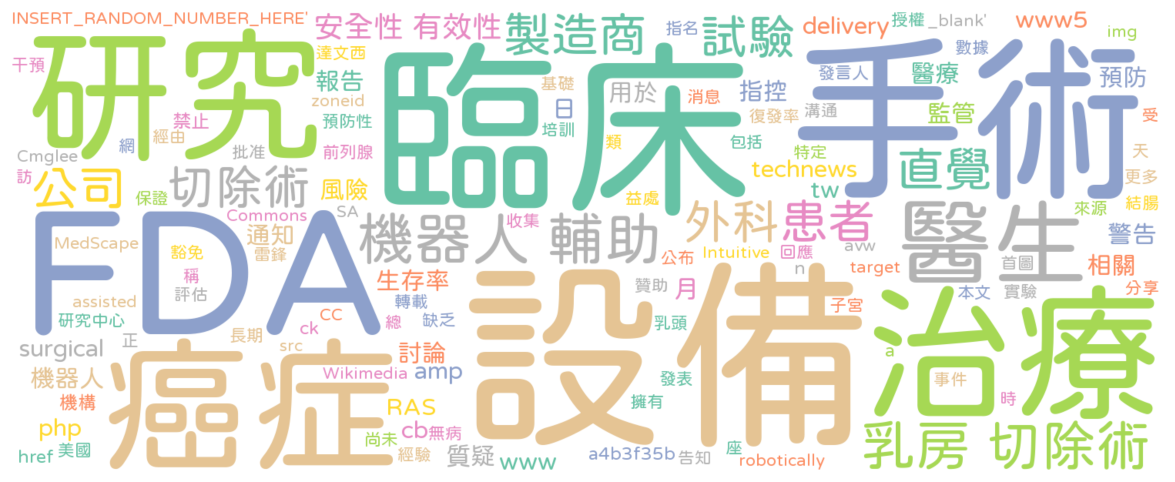 INSERT_RANDOM_NUMBER_HERE'
安全性 有效性
製造商
指名
試驗
delivery
授權
_blank'
www5
img
干預
研究
達文西
報告
臨床
基礎
日
用於
消息
指控
發言人
手術
數據
醫療
預防
zoneid
預防性
培訓
復發率
溝通
監管
受
禁止
網
經由
Cmglee
訪
批准
前列腺
類
包括
特定
technews
直覺
天
更多
公司
保證
切除術
風險
益處
tw
來源
結腸
Commons
SA
機器人 輔助
收集
外科
患者
醫生
警告
FDA
MedScape
豁免
通知
雷鋒
稱
評估
公布
Intuitive
回應
avw
n
首圖
相關
生存率
贊助
月
target
分享
assisted
轉載
設備
子宮
本文
實驗
治療
研究中心
正
長期
ck
CC
總
缺乏
乳頭
surgical
癌症
src
討論
Wikimedia
amp
發表
a
事件
時
機器人
機構
RAS
擁有
php
cb
無病
尚未
經驗
href
美國
質疑
www
a4b3f35b
告知
座
robotically
乳房 切除術